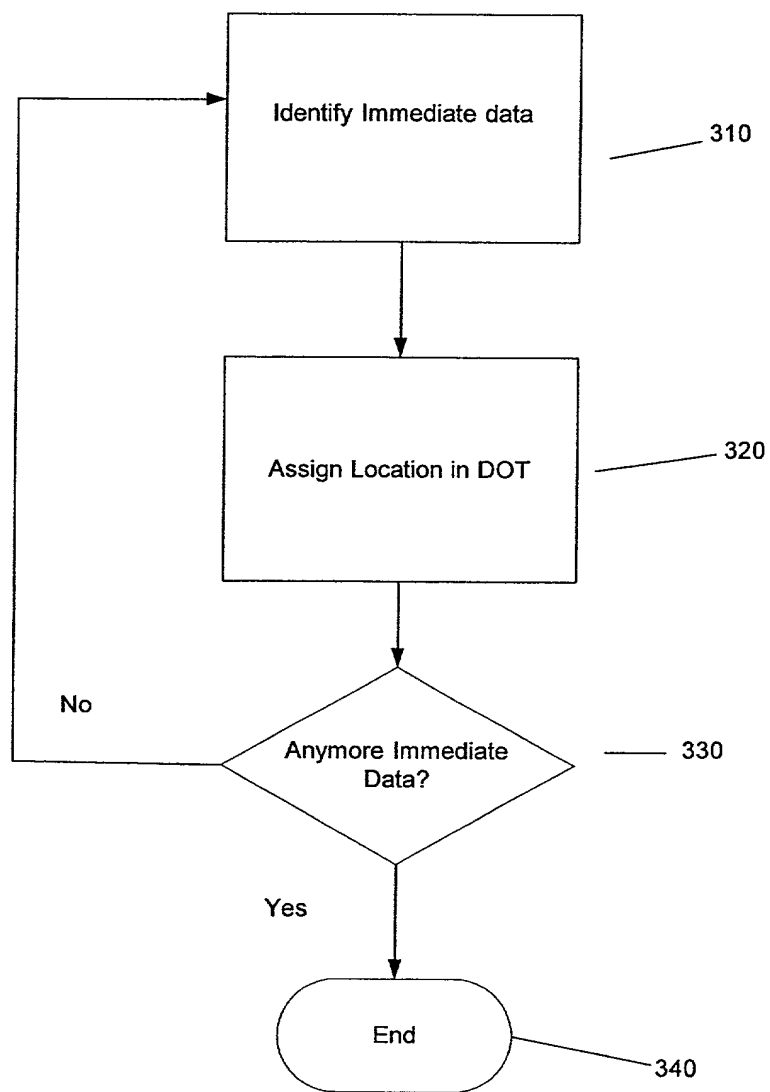 Identify Immediate data
310
Assign Location in DOT
320
No
Anymore Immediate
Data?
330
Yes
End
340